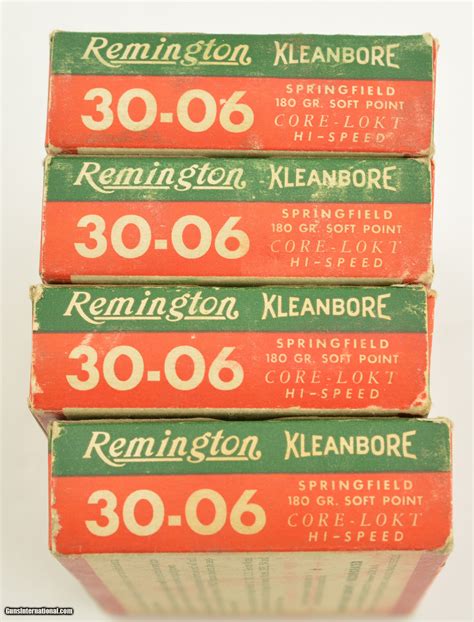 Remington KLEANBORE
30-06
SPRINGFIELD
180 GR. SOFT POINT
CORE-LOKT
HI-SPEED
Remington KLEANBORE
30-06
SPRINGFIELD
180 GR. SOFT POINT
CORE-LOKT
HI-SPEED
Remington KLEANBORE
30-06
SPRINGFIELD
180 GR. SOFT POINT
CORE-LOKT
HI-SPEED
Remington KLEANBORE
30-06
SPRINGFIELD
180 GR. SOFT POINT
CORE-LOKT
HI-SPEED
GunsInternational.com